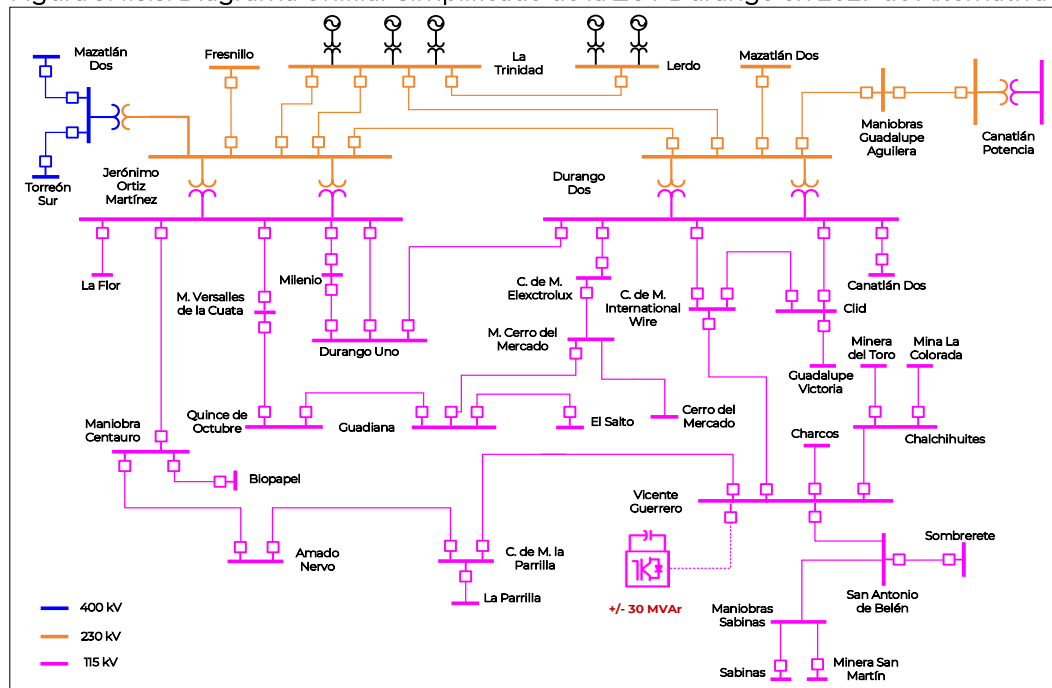 Mazatlán
Dos
Fresnillo
La
Trinidad
Lerdo
Mazatlán Dos
Maniobras
Guadalupe
Aguilera
Canatlán
Potencia
Torreón
Sur
Jerónimo
Ortiz
Martínez
Durango
Dos
La Flor
M. Versalles
de la Cuata
Milenio
Durango Uno
C. de M.
Elexctrolux
M. Cerro del
Mercado
C. de M.
International
Wire
Canatlán Dos
Clid
Guadalupe
Victoria
Minera
del Toro
Mina La
Colorada
Maniobra
Centauro
Quince de
Octubre
Guadiana
El Salto
Cerro del
Mercado
Charcos
Chalchihuites
Biopapel
Vicente
Guerrero
Amado
Nervo
C. de M. la
Parrilla
La Parrilla
+/- 30 MVAr
Sombrerete
San Antonio
de Belén
Maniobras
Sabinas
Sabinas
Minera San
Martín
400 kV
230 kV
115 kV